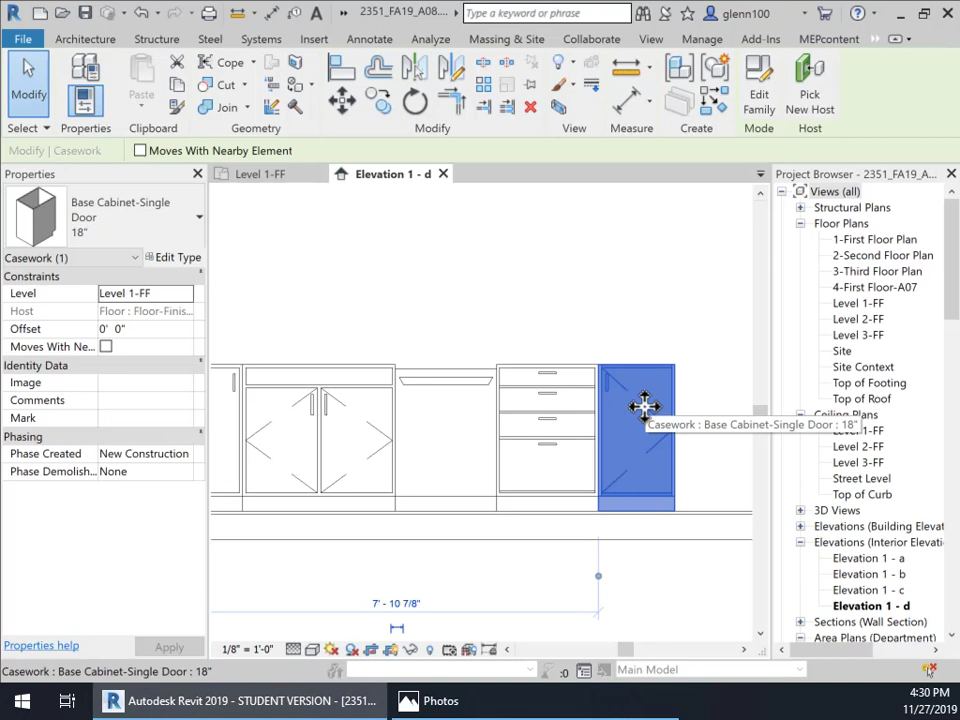 2351_FA19_A08....
Type a keyword or phrase
glenn100
File Architecture Structure Steel Systems Insert Annotate Analyze Massing & Site Collaborate View Manage Add-Ins MEPcontent
Modify
Paste
Cope
Cut
Join
Edit
Family
Pick
New Host
Select Properties Clipboard Geometry Modify View Measure Create Mode Host
Modify | Casework Moves With Nearby Element
Properties
Base Cabinet-Single
Door
18"
Casework (1) Edit Type
Constraints
Level Level 1-FF
Host Floor : Floor-Finis...
Offset 0' 0"
Moves With Ne...
Identity Data
Image
Comments
Mark
Phasing
Phase Created New Construction
Phase Demolish... None
Properties help Apply
Level 1-FF Elevation 1 - d
Casework : Base Cabinet-Single Door : 18"
7' - 10 7/8"
1/8" = 1'-0"
Project Browser - 2351_FA19_A...
Views (all)
Structural Plans
Floor Plans
1-First Floor Plan
2-Second Floor Plan
3-Third Floor Plan
4-First Floor-A07
Level 1-FF
Level 2-FF
Level 3-FF
Site
Site Context
Top of Footing
Top of Roof
Ceiling Plans
Level 1-FF
Level 2-FF
Level 3-FF
Street Level
Top of Curb
3D Views
Elevations (Building Elevat
Elevations (Interior Elevati
Elevation 1 - a
Elevation 1 - b
Elevation 1 - c
Elevation 1 - d
Sections (Wall Section)
Area Plans (Department)
Casework : Base Cabinet-Single Door : 18" :0 Main Model
Autodesk Revit 2019 - STUDENT VERSION - [2351... Photos
4:30 PM
11/27/2019